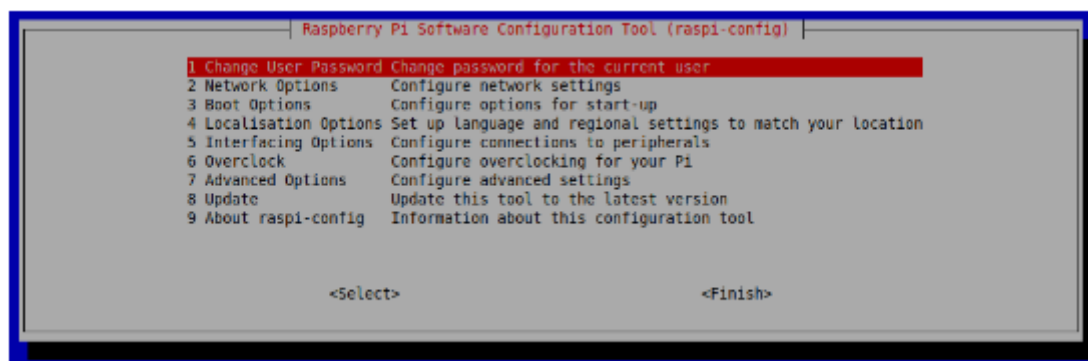 Raspberry Pi Software Configuration Tool (raspi-config)
1 Change User Password Change password for the current user
2 Network Options Configure network settings
3 Boot Options Configure options for start-up
4 Localisation Options Set up language and regional settings to match your location
5 Interfacing Options Configure connections to peripherals
6 Overclock Configure overclocking for your Pi
7 Advanced Options Configure advanced settings
8 Update Update this tool to the latest version
9 About raspi-config Information about this configuration tool
<Select> <Finish>